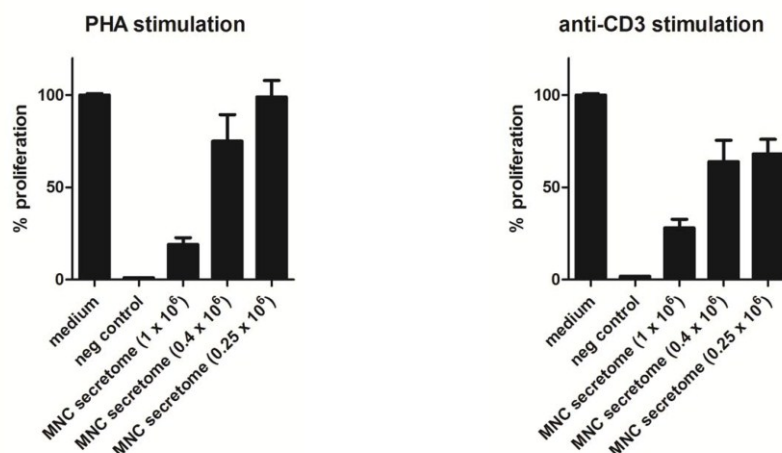 PHA stimulation
% proliferation
100
50
0
medium
neg control
MNC secretome (1 x 10⁶)
MNC secretome (0.4 x 10⁶)
MNC secretome (0.25 x 10⁶)
anti-CD3 stimulation
% proliferation
100
50
0
medium
neg control
MNC secretome (1 x 10⁶)
MNC secretome (0.4 x 10⁶)
MNC secretome (0.25 x 10⁶)